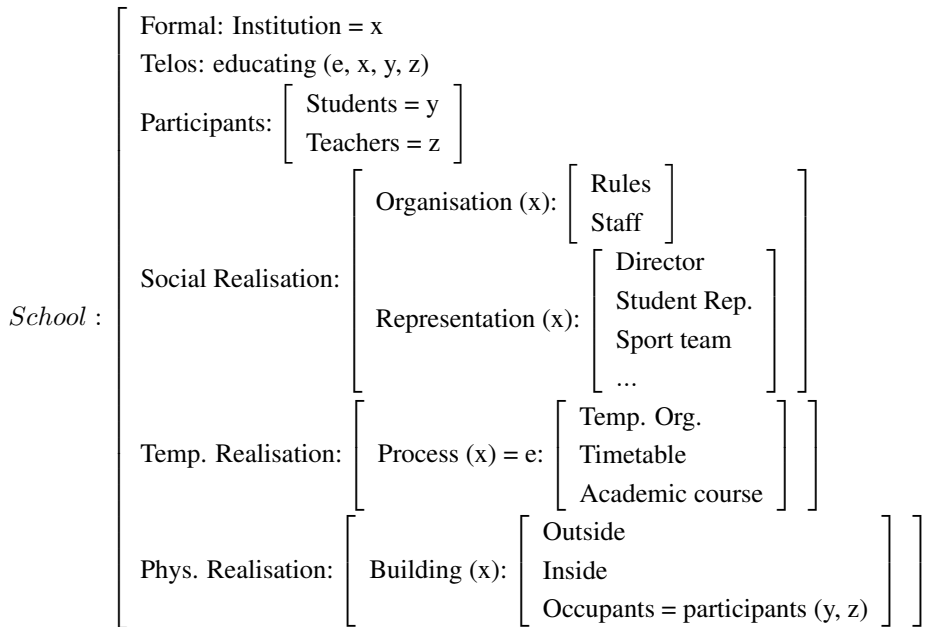 Formal: Institution = x
Telos: educating (e, x, y, z)
Participants:
Students = y
Teachers = z
School :
Social Realisation:
Organisation (x):
Rules
Staff
Representation (x):
Director
Student Rep.
Sport team
...
Temp. Realisation:
Process (x) = e:
Temp. Org.
Timetable
Academic course
Phys. Realisation:
Building (x):
Outside
Inside
Occupants = participants (y, z)